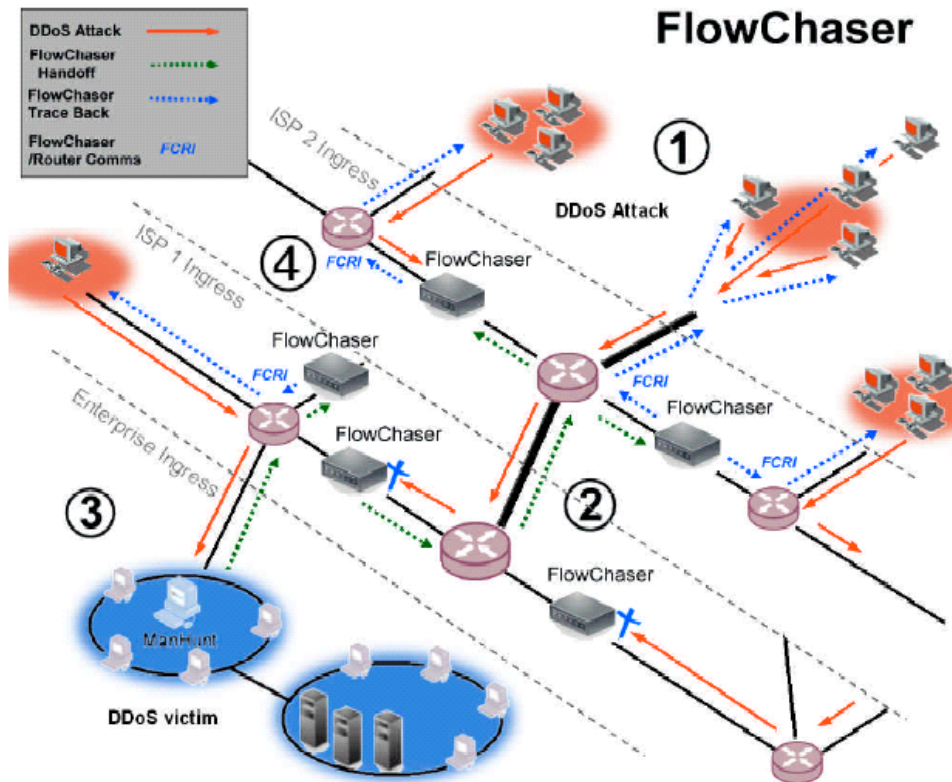 FlowChaser
DDoS Attack
FlowChaser
Handoff
FlowChaser
Trace Back
FlowChaser
/Router Comms
FCRI
ISP 2 Ingress
1
DDoS Attack
4
FCRI
FlowChaser
ISP 1 Ingress
FlowChaser
FCRI
FCRI
FlowChaser
Enterprise Ingress
FlowChaser
FCRI
3
2
FlowChaser
ManHunt
DDoS victim